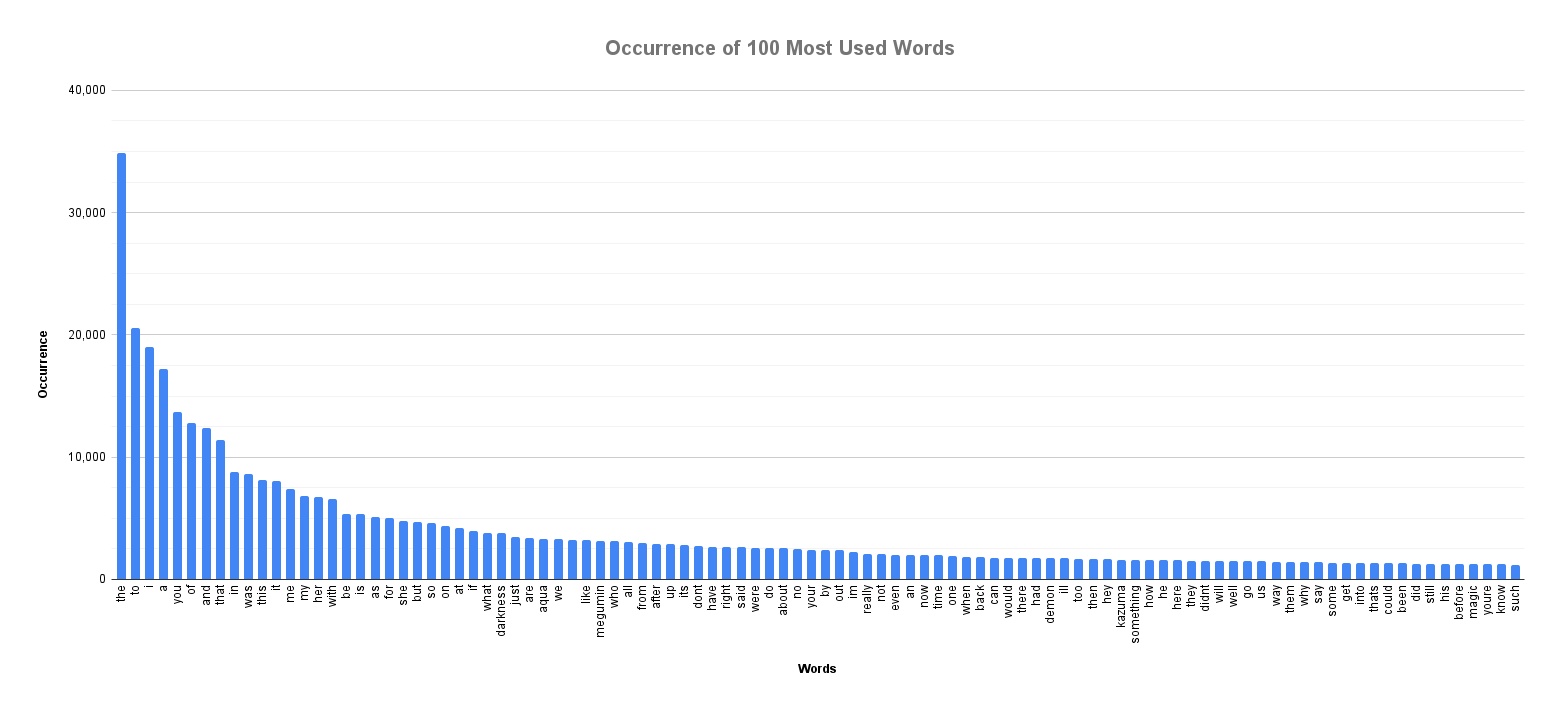 Occurrence of 100 Most Used Words
40,000
30,000
20,000
10,000
0
Occurrence
the
to
i
a
you
of
and
that
in
was
this
it
me
my
her
with
be
is
as
for
she
but
so
on
at
if
what
darkness
just
are
aqua
we
like
megumin
who
all
from
after
up
its
dont
have
right
said
were
do
about
no
your
by
out
im
really
not
even
an
now
time
one
when
back
can
would
there
had
demon
ill
too
then
hey
kazuma
something
how
he
here
they
didnt
will
well
go
us
way
them
why
say
some
get
into
thats
could
been
did
still
his
before
magic
youre
know
such
Words